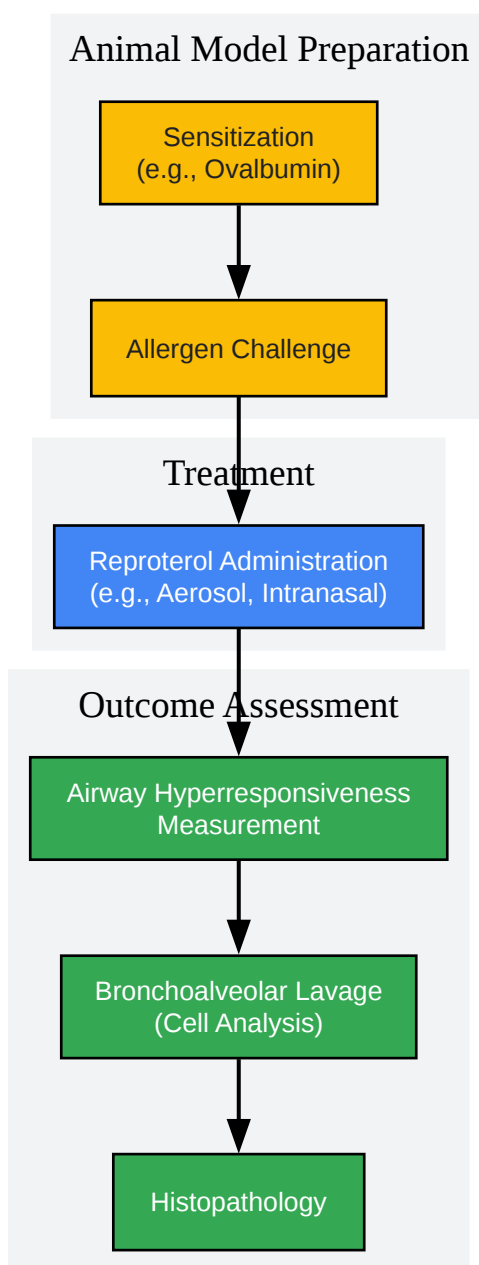 Animal Model Preparation
Sensitization
(e.g., Ovalbumin)
Allergen Challenge
Treatment
Reproterol Administration
(e.g., Aerosol, Intranasal)
Outcome Assessment
Airway Hyperresponsiveness
Measurement
Bronchoalveolar Lavage
(Cell Analysis)
Histopathology